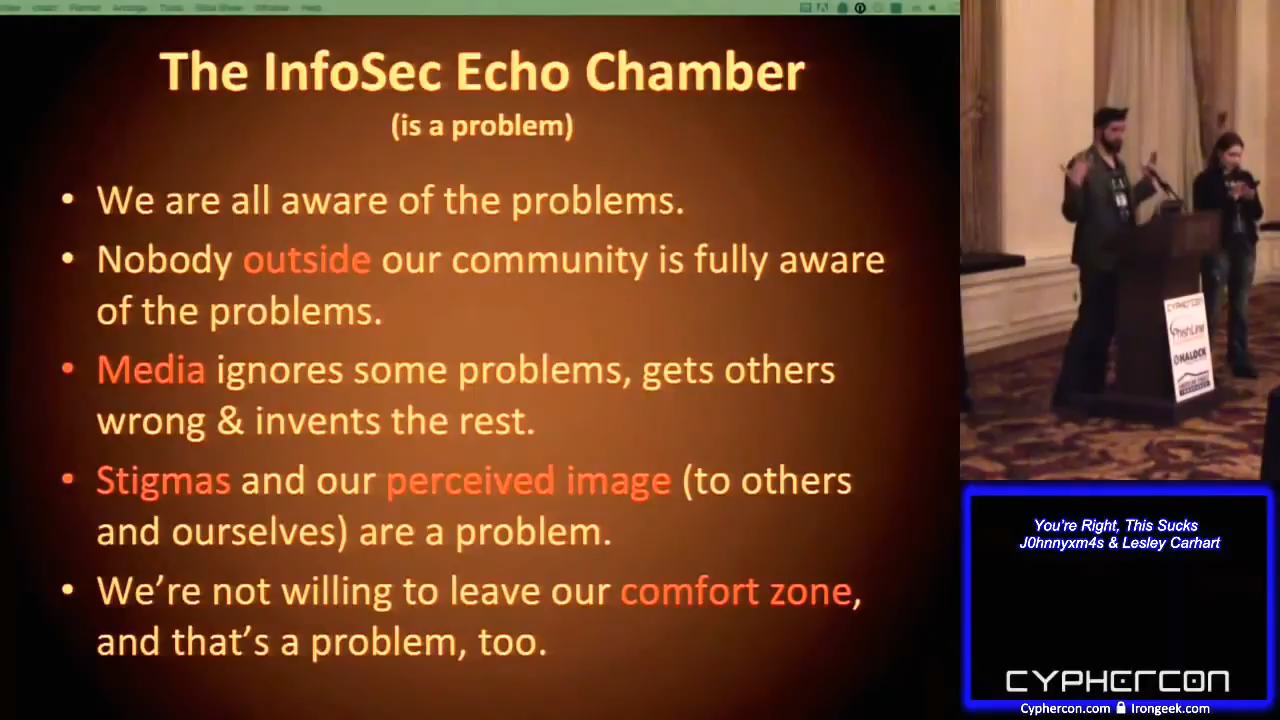 The InfoSec Echo Chamber
(is a problem)
• We are all aware of the problems.
• Nobody outside our community is fully aware
of the problems.
• Media ignores some problems, gets others
wrong & invents the rest.
• Stigmas and our perceived image (to others
and ourselves) are a problem.
• We’re not willing to leave our comfort zone,
and that’s a problem, too.
CYPHERCON
PhishLine
HALOCK
You're Right, This Sucks
J0hnnyxm4s & Lesley Carhart
CYPHERCON
Cyphercon.com Irongeek.com